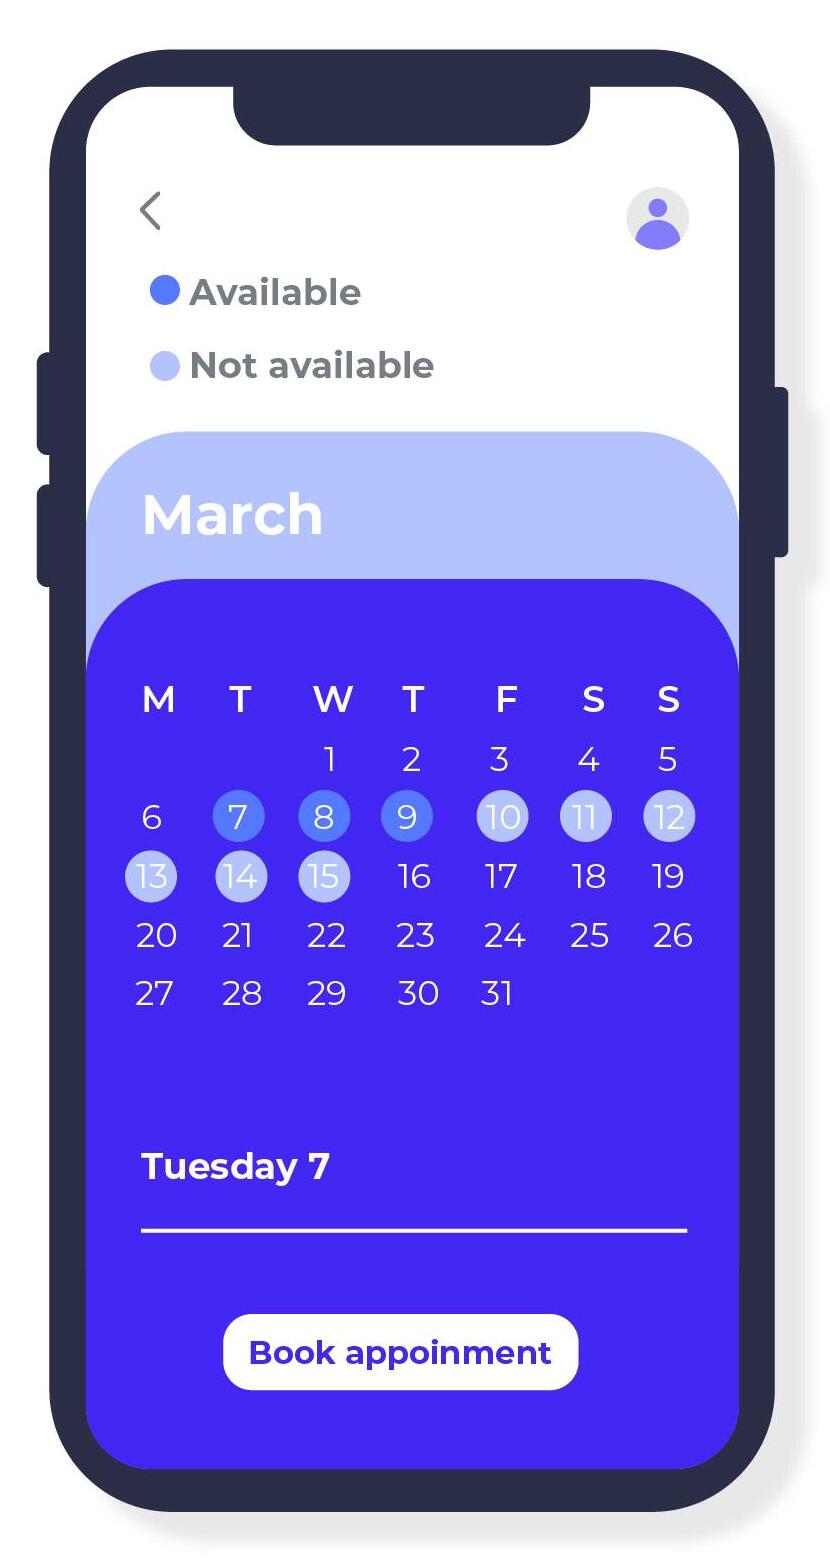 Available
Not available
March
M T W T F S S
1 2 3 4 5
6 7 8 9 10 11 12
13 14 15 16 17 18 19
20 21 22 23 24 25 26
27 28 29 30 31
Tuesday 7
Book appoinment